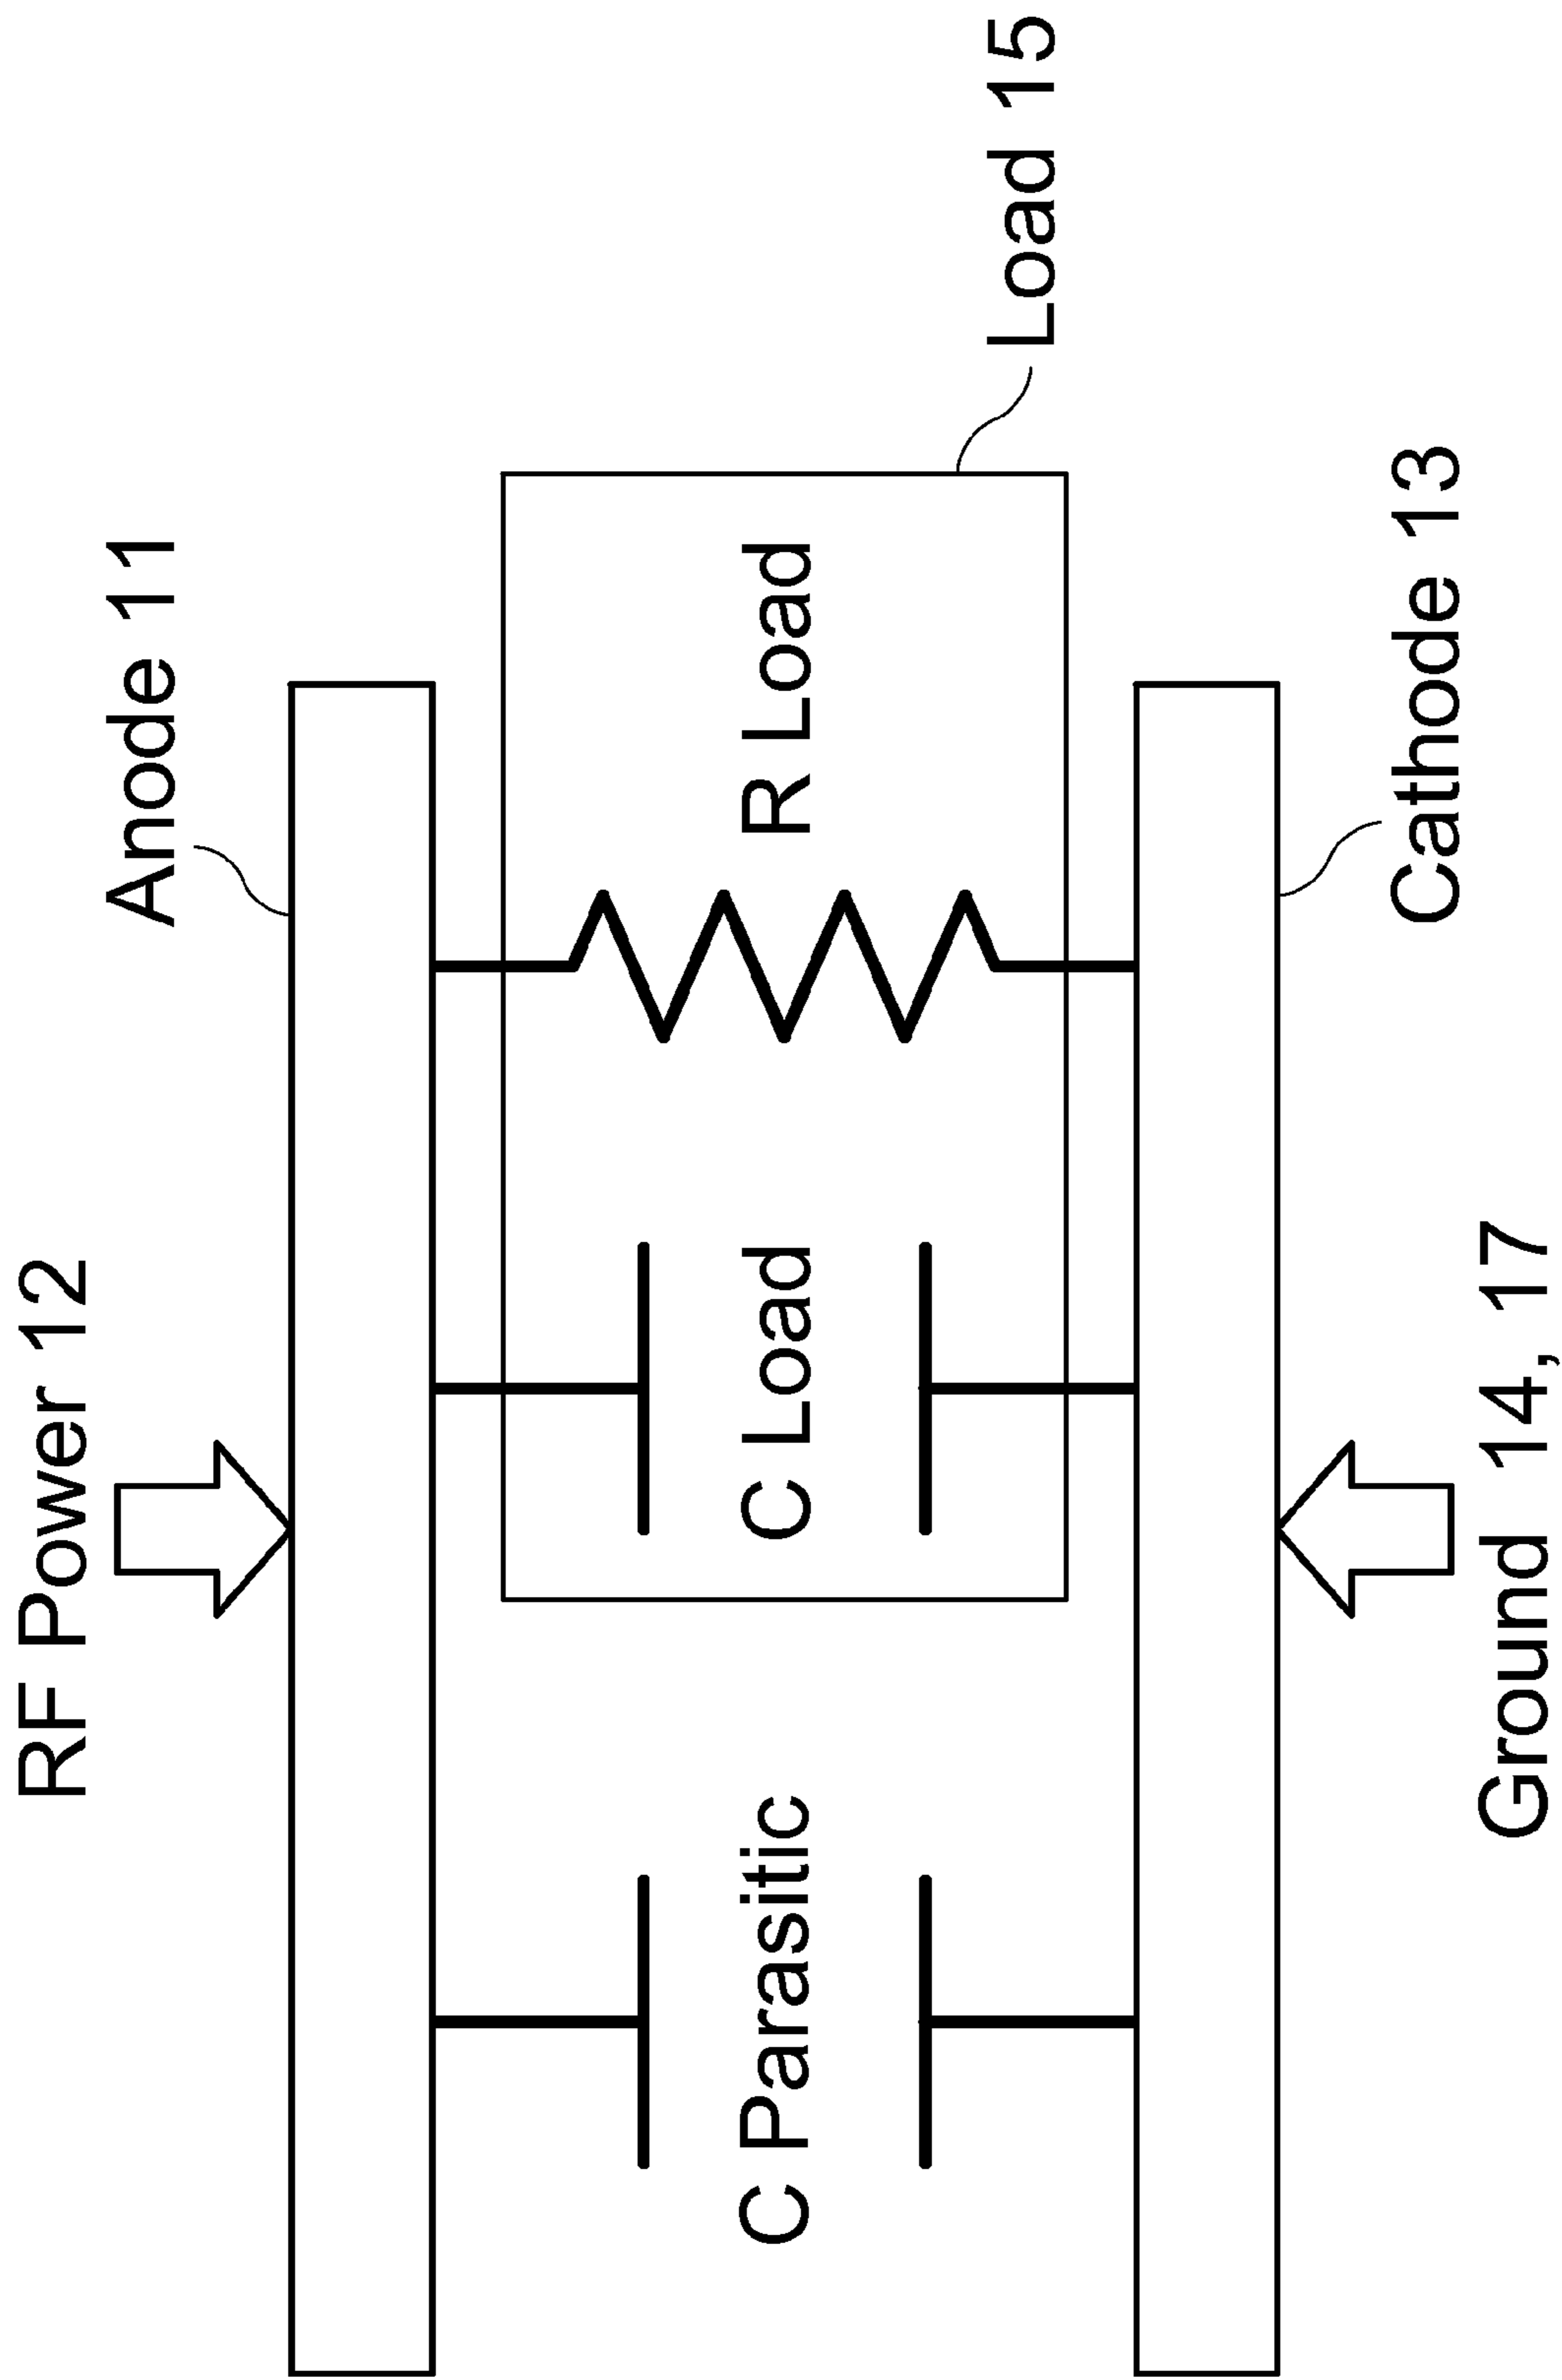 RF Power 12
Anode 11
C Parasitic
C Load
R Load
Load 15
Ground 14, 17
Cathode 13